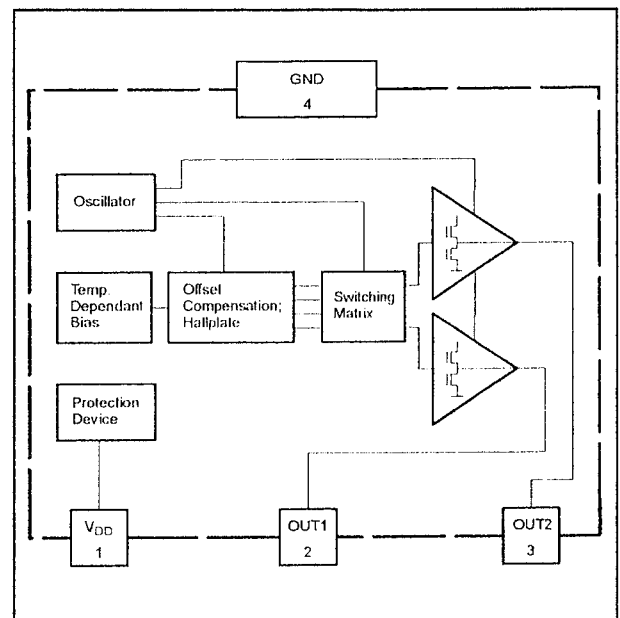 GND
4
Oscillator
Temp.
Dependant
Bias
Offset
Compensation;
Hallplate
Switching
Matrix
Protection
Device
VDD
1
OUT1
2
OUT2
3